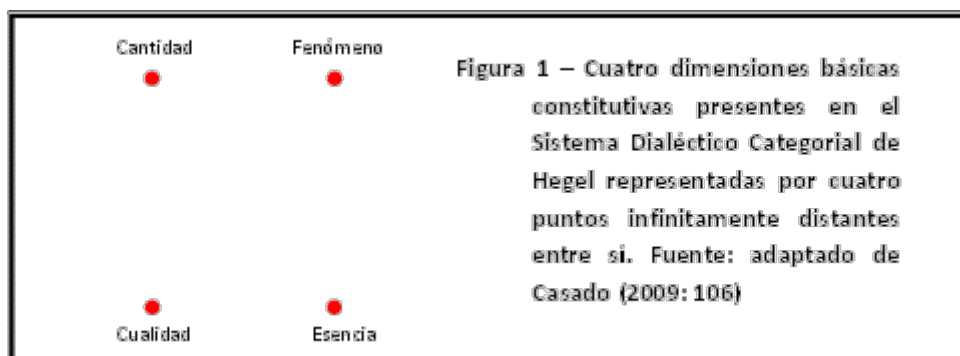 Cantidad
Fenómeno
Figura 1 – Cuatro dimensiones básicas
constitutivas presentes en el
Sistema Dialéctico Categorial de
Hegel representadas por cuatro
puntos infinitamente distantes
entre si. Fuente: adaptado de
Casado (2009: 106)
Cualidad
Esencia